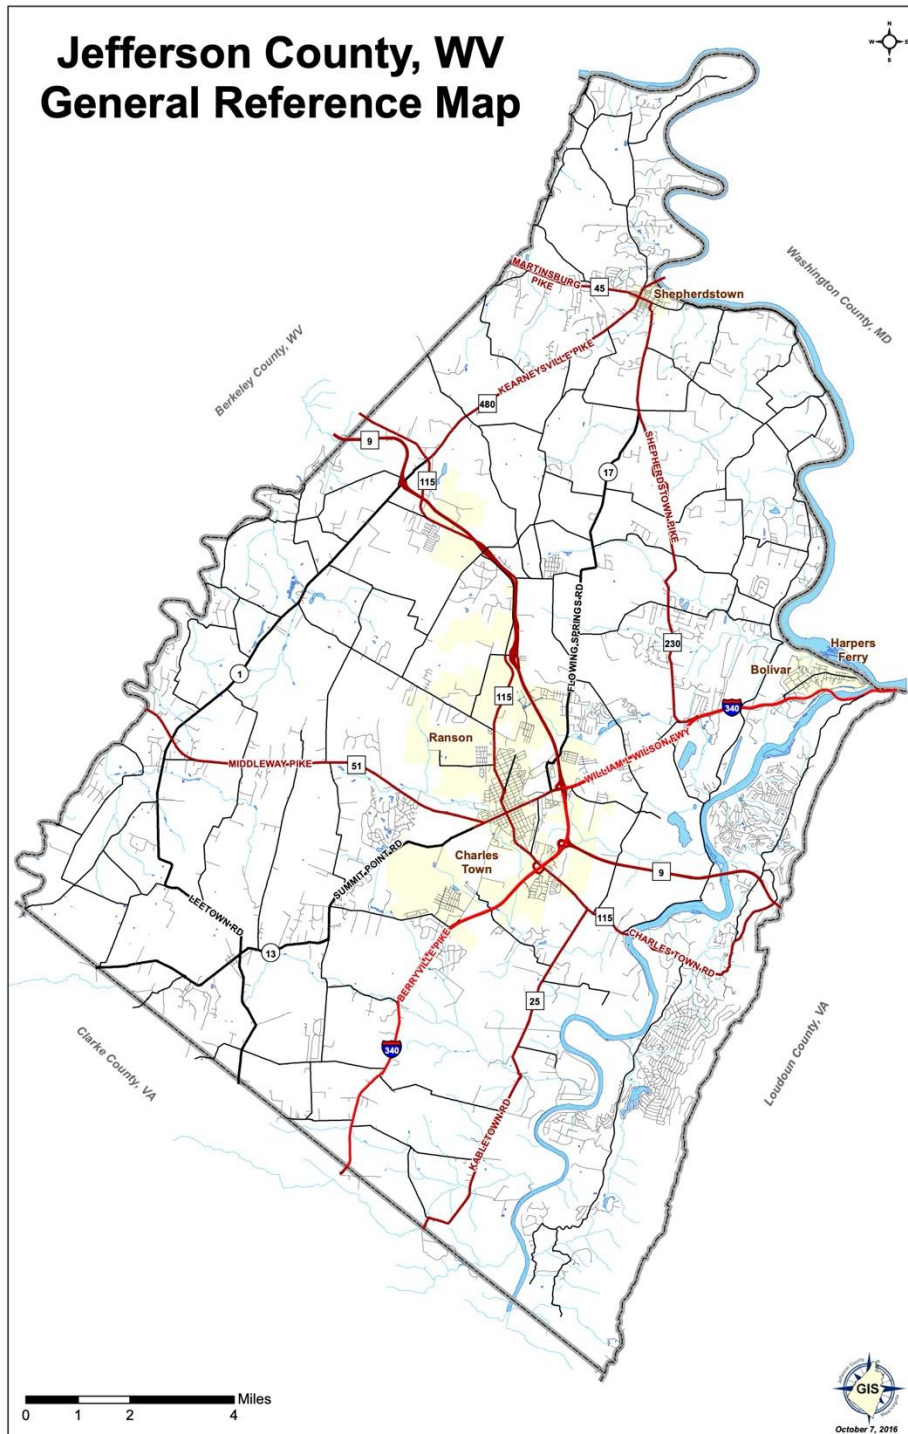 Jefferson County, WV
General Reference Map
N
W
E
S
Washington County, MD
Berkeley County, WV
MARTINSBURG
PIKE
45
Shepherdstown
KEARNEYSVILLE PIKE
480
9
115
17
SHEPHERDSTOWN PIKE
FLOWING SPRINGS RD
230
Harpers
Ferry
Bolivar
340
1
115
Ranson
WILLIAM L WILSON FWY
MIDDLEWAY PIKE
51
SUMMIT POINT RD
Charles
Town
9
LEETOWN RD
13
115
CHARLES TOWN RD
BERRYVILLE PIKE
25
340
KABLETOWN RD
Clarke County, VA
Loudoun County, VA
Miles
0 1 2 4
GIS
October 7, 2016